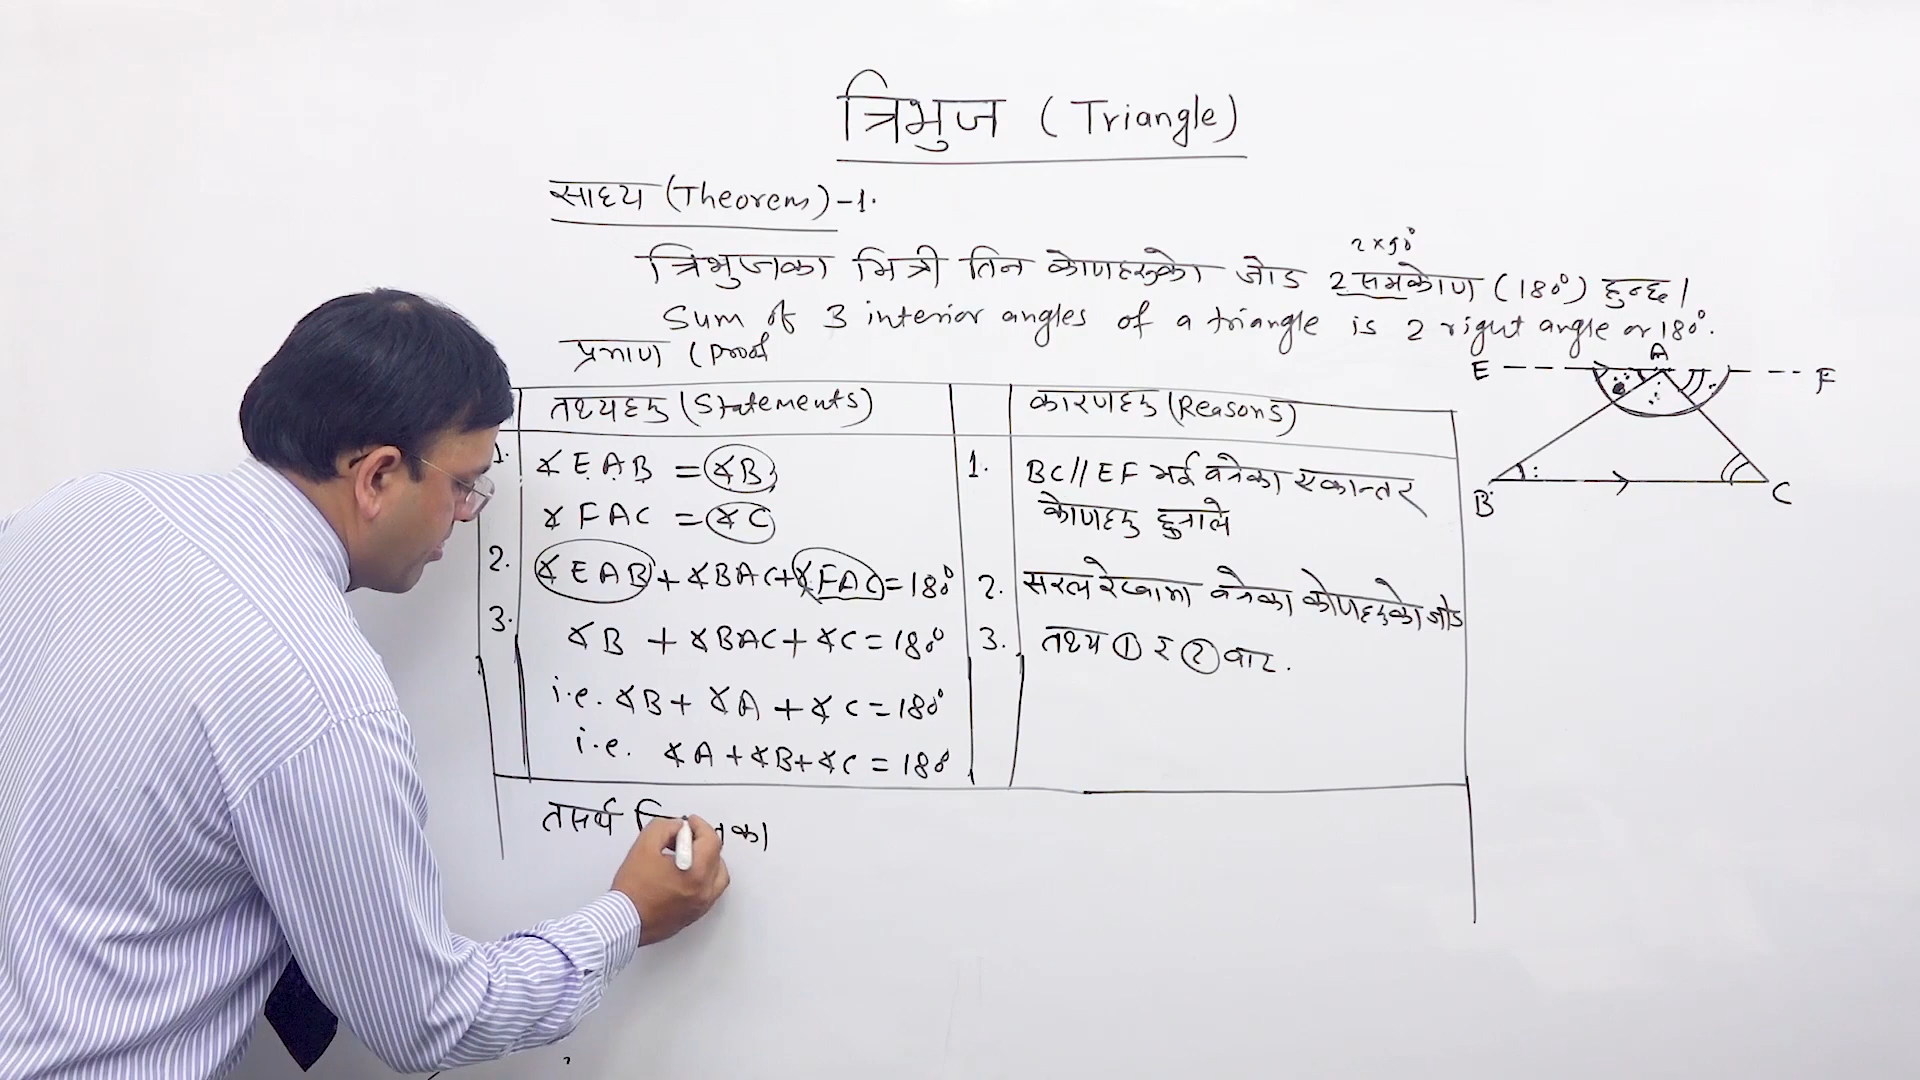 त्रिभुज (Triangle)
साध्य (Theorem)-1.
2×90°
त्रिभुजका भित्री तिन कोणहरुको जोड 2 समकोण (180°) हुन्छ।
Sum of 3 interior angles of a triangle is 2 right angle or 180°.
प्रमाण (Proof
तथ्यहरु (Statements)
कारणहरु (Reasons)
1. ∡EAB = ∡B
∡FAC = ∡C
1. BC//EF भई बनेका एकान्तर
कोणहरु हुनाले
2. ∡EAB+∡BAC+∡FAC=180°
2. सरल रेखामा बनेका कोणहरुको जोड
3. ∡B + ∡BAC+∡C=180°
3. तथ्य ① र ② बाट.
i.e. ∡B+ ∡A +∡C=180°
i.e. ∡A+∡B+∡C=180°
तसर्थ
E A F
B C